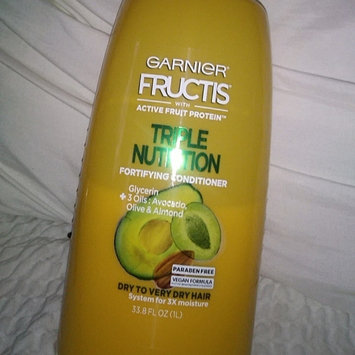 GARNIER
FRUCTIS
WITH
ACTIVE FRUIT PROTEIN™
TRIPLE
NUTRITION
FORTIFYING CONDITIONER
Glycerin
+ 3 Oils: Avocado,
Olive & Almond
PARABEN FREE
VEGAN FORMULA
DRY TO VERY DRY HAIR
System for 3X moisture
33.8 FL OZ (1L)